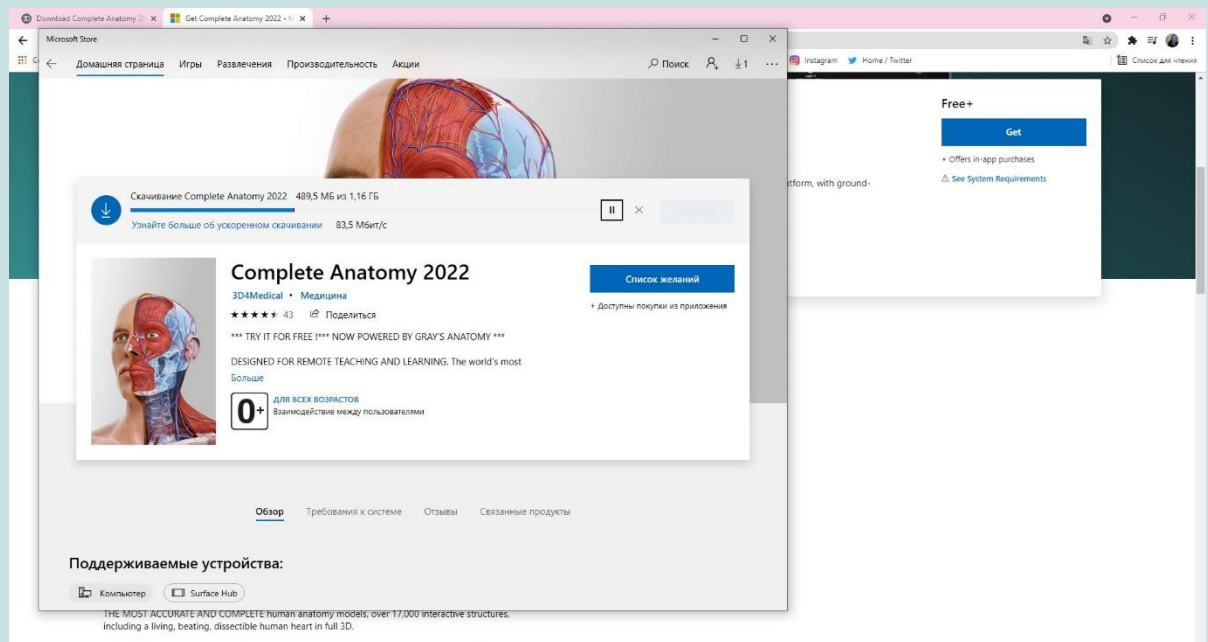 Download Complete Anatomy 2
Get Complete Anatomy 2022 - M
Microsoft Store
Instagram
Home / Twitter
Список для чтения
Домашняя страница Игры Развлечения Производительность Акции
Поиск
1
Free+
Get
+ Offers in-app purchases
See System Requirements
tform, with ground-
Скачивание Complete Anatomy 2022 489,5 МБ из 1,16 ГБ
Узнайте больше об ускоренном скачивании 83,5 Мбит/с
Complete Anatomy 2022
3D4Medical • Медицина
43 Поделиться
*** TRY IT FOR FREE !*** NOW POWERED BY GRAY'S ANATOMY ***
DESIGNED FOR REMOTE TEACHING AND LEARNING. The world's most
Больше
0+
ДЛЯ ВСЕХ ВОЗРАСТОВ
Взаимодействие между пользователями
Список желаний
+ Доступны покупки из приложения
Обзор Требования к системе Отзывы Связанные продукты
Поддерживаемые устройства:
Компьютер Surface Hub
THE MOST ACCURATE AND COMPLETE human anatomy models, over 17,000 interactive structures,
including a living, beating, dissectible human heart in full 3D.